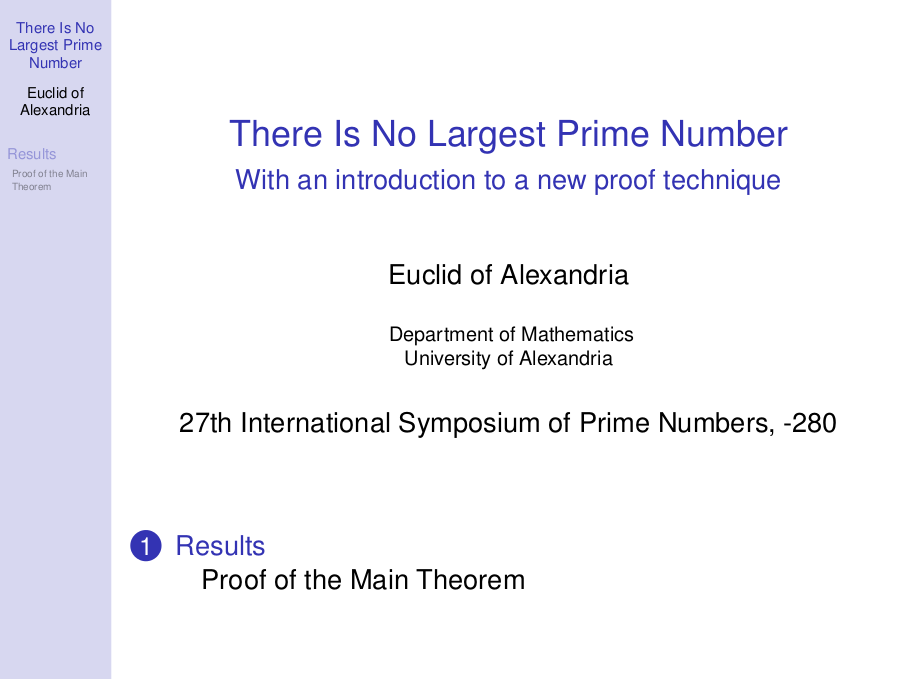 There Is No
Largest Prime
Number
Euclid of
Alexandria
Results
Proof of the Main
Theorem
There Is No Largest Prime Number
With an introduction to a new proof technique
Euclid of Alexandria
Department of Mathematics
University of Alexandria
27th International Symposium of Prime Numbers, -280
1 Results
Proof of the Main Theorem